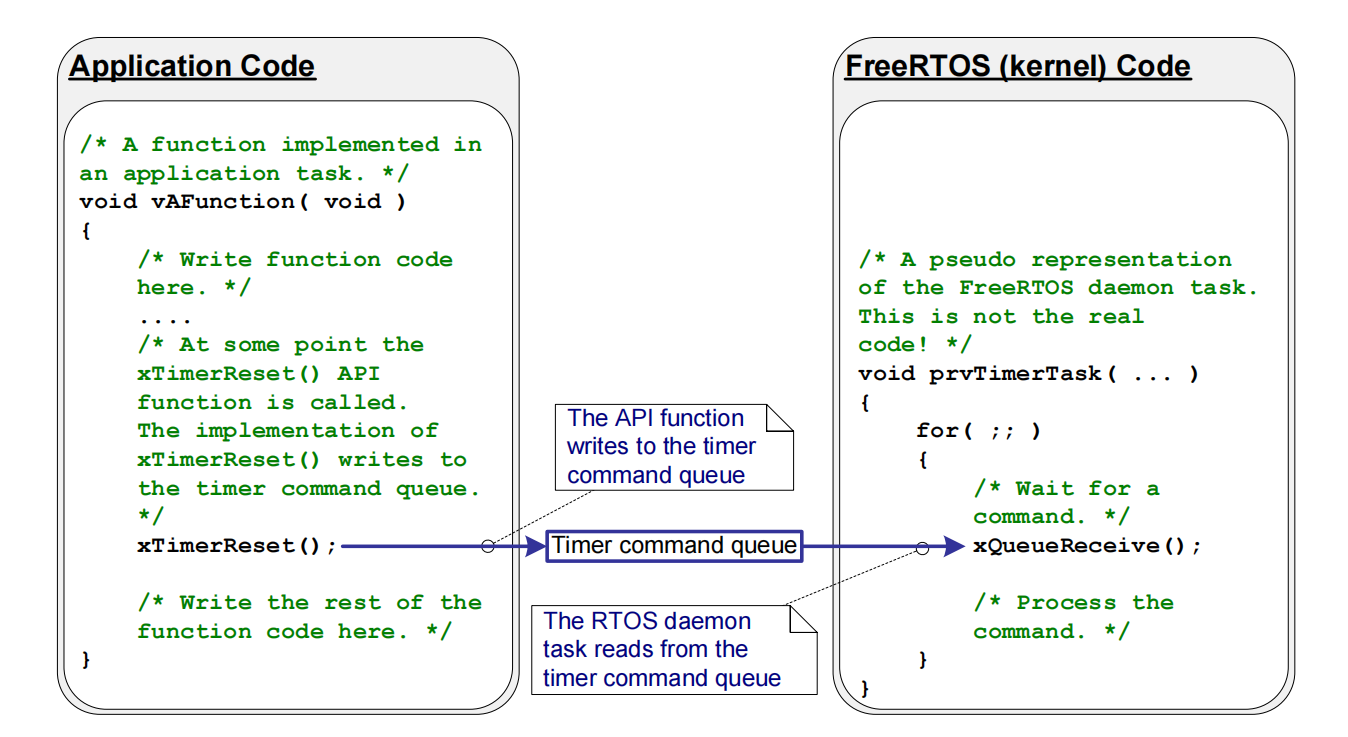 Application Code
/* A function implemented in
an application task. */
void vAFunction( void )
{
/* Write function code
here. */
....
/* At some point the
xTimerReset() API
function is called.
The implementation of
xTimerReset() writes to
the timer command queue.
*/
xTimerReset();
/* Write the rest of the
function code here. */
}
The API function
writes to the timer
command queue
Timer command queue
The RTOS daemon
task reads from the
timer command queue
FreeRTOS (kernel) Code
/* A pseudo representation
of the FreeRTOS daemon task.
This is not the real
code! */
void prvTimerTask( ... )
{
for( ;; )
{
/* Wait for a
command. */
xQueueReceive();
/* Process the
command. */
}
}